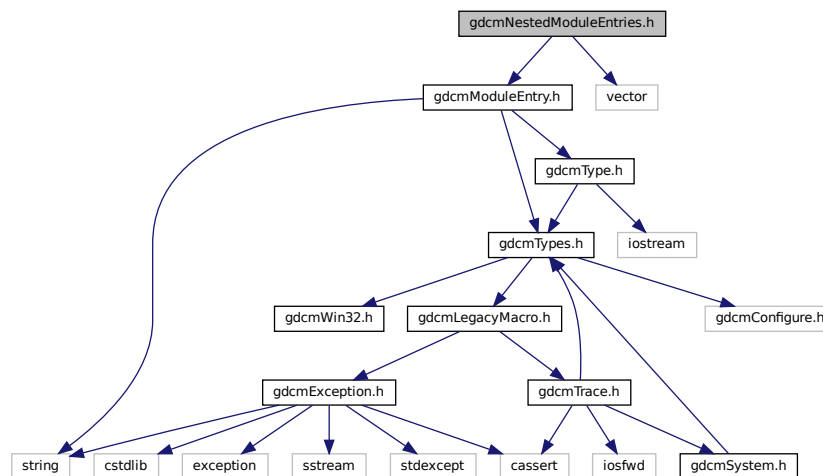 gdcmNestedModuleEntries.h
gdcmModuleEntry.h
vector
gdcmType.h
gdcmTypes.h
iostream
gdcmWin32.h
gdcmLegacyMacro.h
gdcmConfigure.h
gdcmException.h
gdcmTrace.h
string
cstdlib
exception
sstream
stdexcept
cassert
iosfwd
gdcmSystem.h